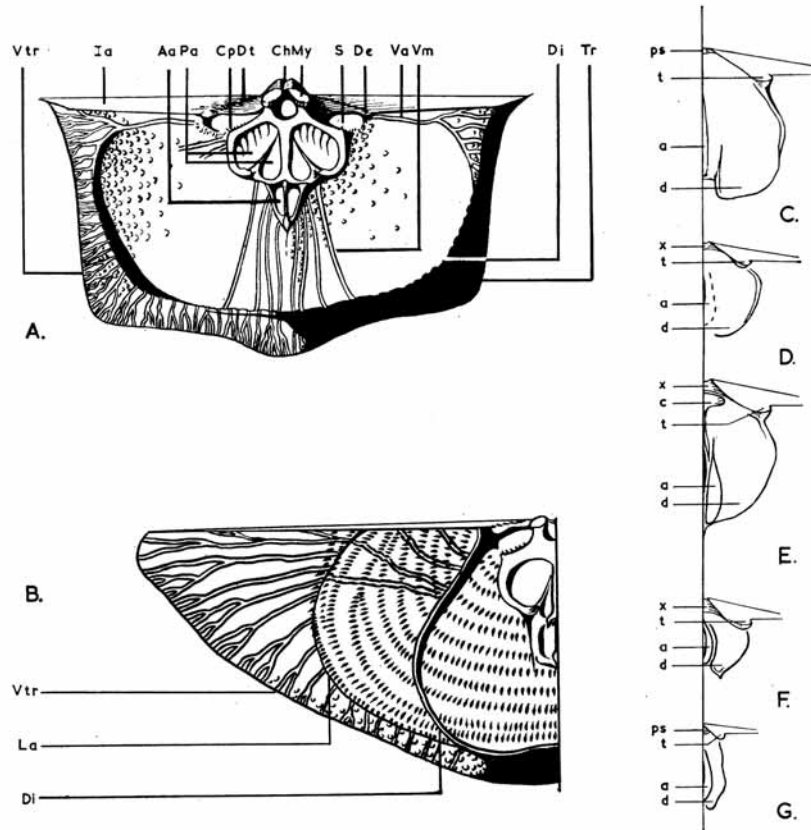 Vtr Ia Aa Pa Cp Dt Ch My S De Va Vm Di Tr
A.
B.
Vtr
La
Di
ps
t
a
d
C.
x
t
a
d
D.
x
c
t
a
d
E.
x
t
a
d
F.
ps
t
a
d
G.